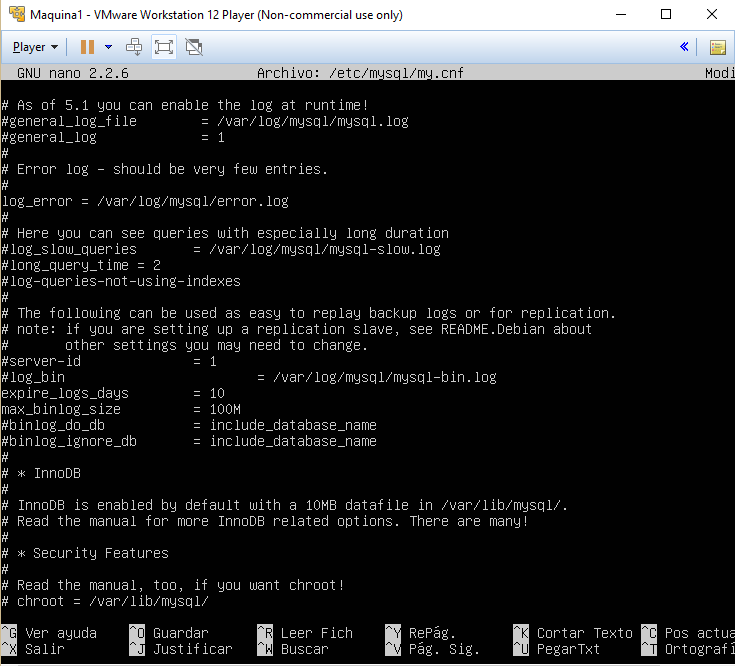 Maquina1 - VMware Workstation 12 Player (Non-commercial use only)
Player
GNU nano 2.2.6 Archivo: /etc/mysql/my.cnf Modi
# As of 5.1 you can enable the log at runtime!
#general_log_file = /var/log/mysql/mysql.log
#general_log = 1
#
# Error log - should be very few entries.
#
log_error = /var/log/mysql/error.log
#
# Here you can see queries with especially long duration
#log_slow_queries = /var/log/mysql/mysql-slow.log
#long_query_time = 2
#log-queries-not-using-indexes
#
# The following can be used as easy to replay backup logs or for replication.
# note: if you are setting up a replication slave, see README.Debian about
# other settings you may need to change.
#server-id = 1
#log_bin = /var/log/mysql/mysql-bin.log
expire_logs_days = 10
max_binlog_size = 100M
#binlog_do_db = include_database_name
#binlog_ignore_db = include_database_name
#
# * InnoDB
#
# InnoDB is enabled by default with a 10MB datafile in /var/lib/mysql/.
# Read the manual for more InnoDB related options. There are many!
#
# * Security Features
#
# Read the manual, too, if you want chroot!
# chroot = /var/lib/mysql/
^G Ver ayuda ^O Guardar ^R Leer Fich ^Y RePág. ^K Cortar Texto ^C Pos actua
^X Salir ^J Justificar ^W Buscar ^V Pág. Sig. ^U PegarTxt ^T Ortografí